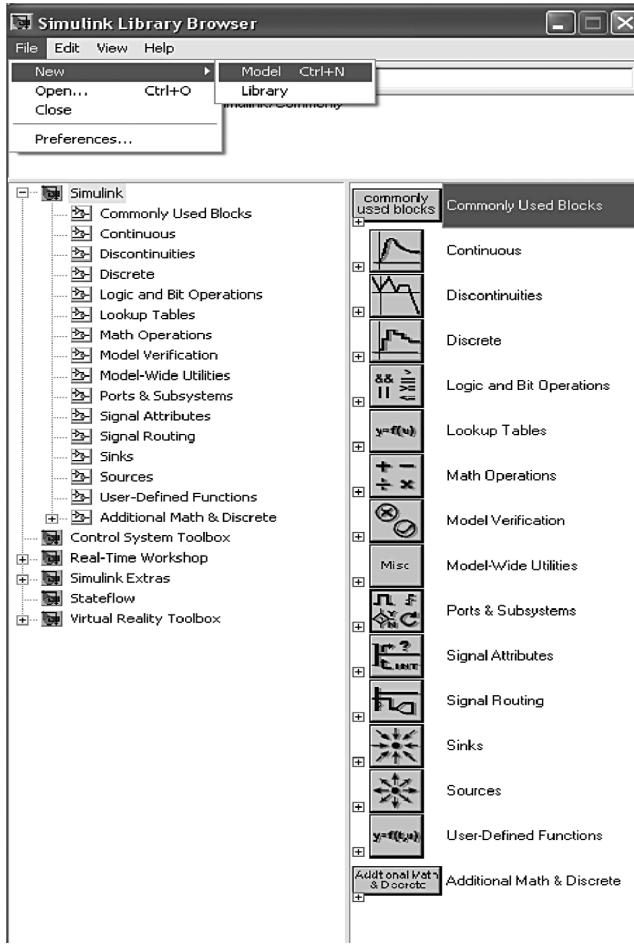 Simulink Library Browser
File Edit View Help
New
Model Ctrl+N
Open... Ctrl+O
Library
Close
Preferences...
Simulink
Commonly Used Blocks
Continuous
Discontinuities
Discrete
Logic and Bit Operations
Lookup Tables
Math Operations
Model Verification
Model-Wide Utilities
Ports & Subsystems
Signal Attributes
Signal Routing
Sinks
Sources
User-Defined Functions
Additional Math & Discrete
Control System Toolbox
Real-Time Workshop
Simulink Extras
Stateflow
Virtual Reality Toolbox
commonly
used blocks
Commonly Used Blocks
Continuous
Discontinuities
Discrete
&& > || >= <=
Logic and Bit Operations
y=f(u)
Lookup Tables
+ − ÷ ×
Math Operations
Model Verification
Misc
Model-Wide Utilities
Y N
Ports & Subsystems
?
Signal Attributes
Signal Routing
Sinks
Sources
y=f(t,u)
User-Defined Functions
& Discrete
Additional Math & Discrete